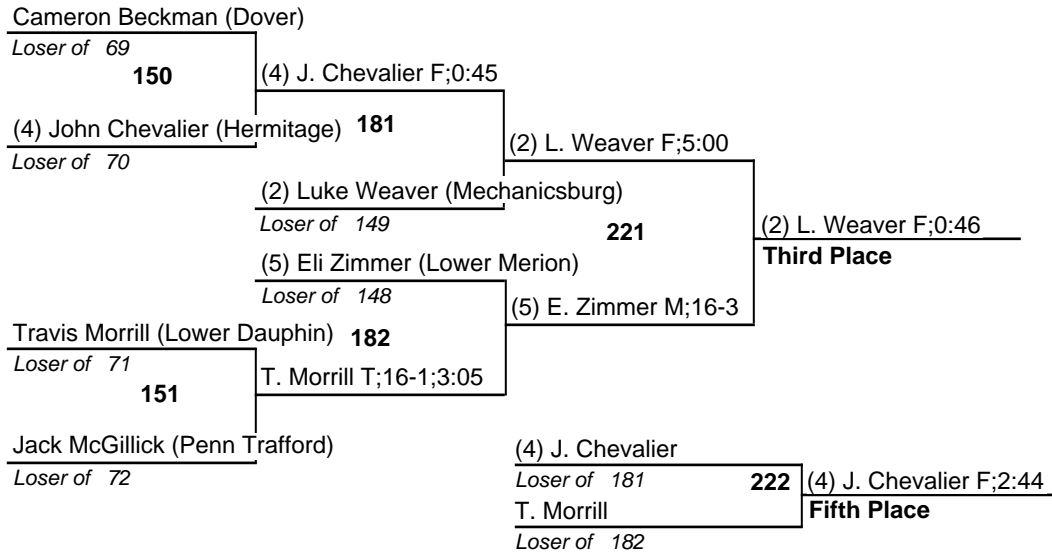 Cameron Beckman (Dover)
Loser of 69
150
(4) J. Chevalier F;0:45
(4) John Chevalier (Hermitage)
181
Loser of 70
(2) L. Weaver F;5:00
(2) Luke Weaver (Mechanicsburg)
Loser of 149
221
(2) L. Weaver F;0:46
Third Place
(5) Eli Zimmer (Lower Merion)
Loser of 148
(5) E. Zimmer M;16-3
Travis Morrill (Lower Dauphin)
182
Loser of 71
151
T. Morrill T;16-1;3:05
Jack McGillick (Penn Trafford)
Loser of 72
(4) J. Chevalier
Loser of 181
222
(4) J. Chevalier F;2:44
Fifth Place
T. Morrill
Loser of 182